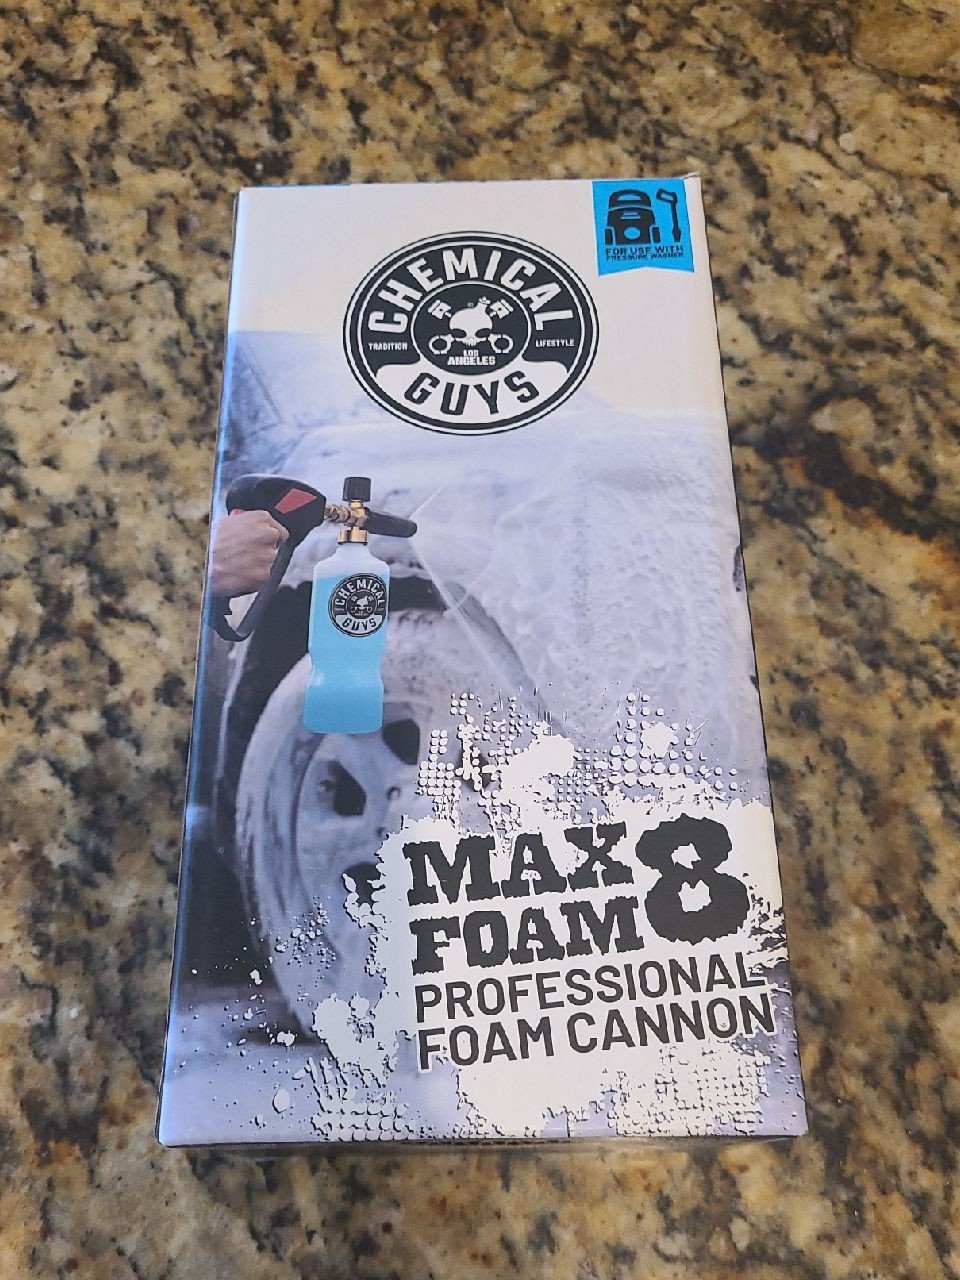 FOR USE WITH
PRESSURE WASHER
CHEMICAL
TRADITION
LIFESTYLE
LOS
ANGELES
GUYS
CHEMICAL
GUYS
MAX
FOAM 8
PROFESSIONAL
FOAM CANNON